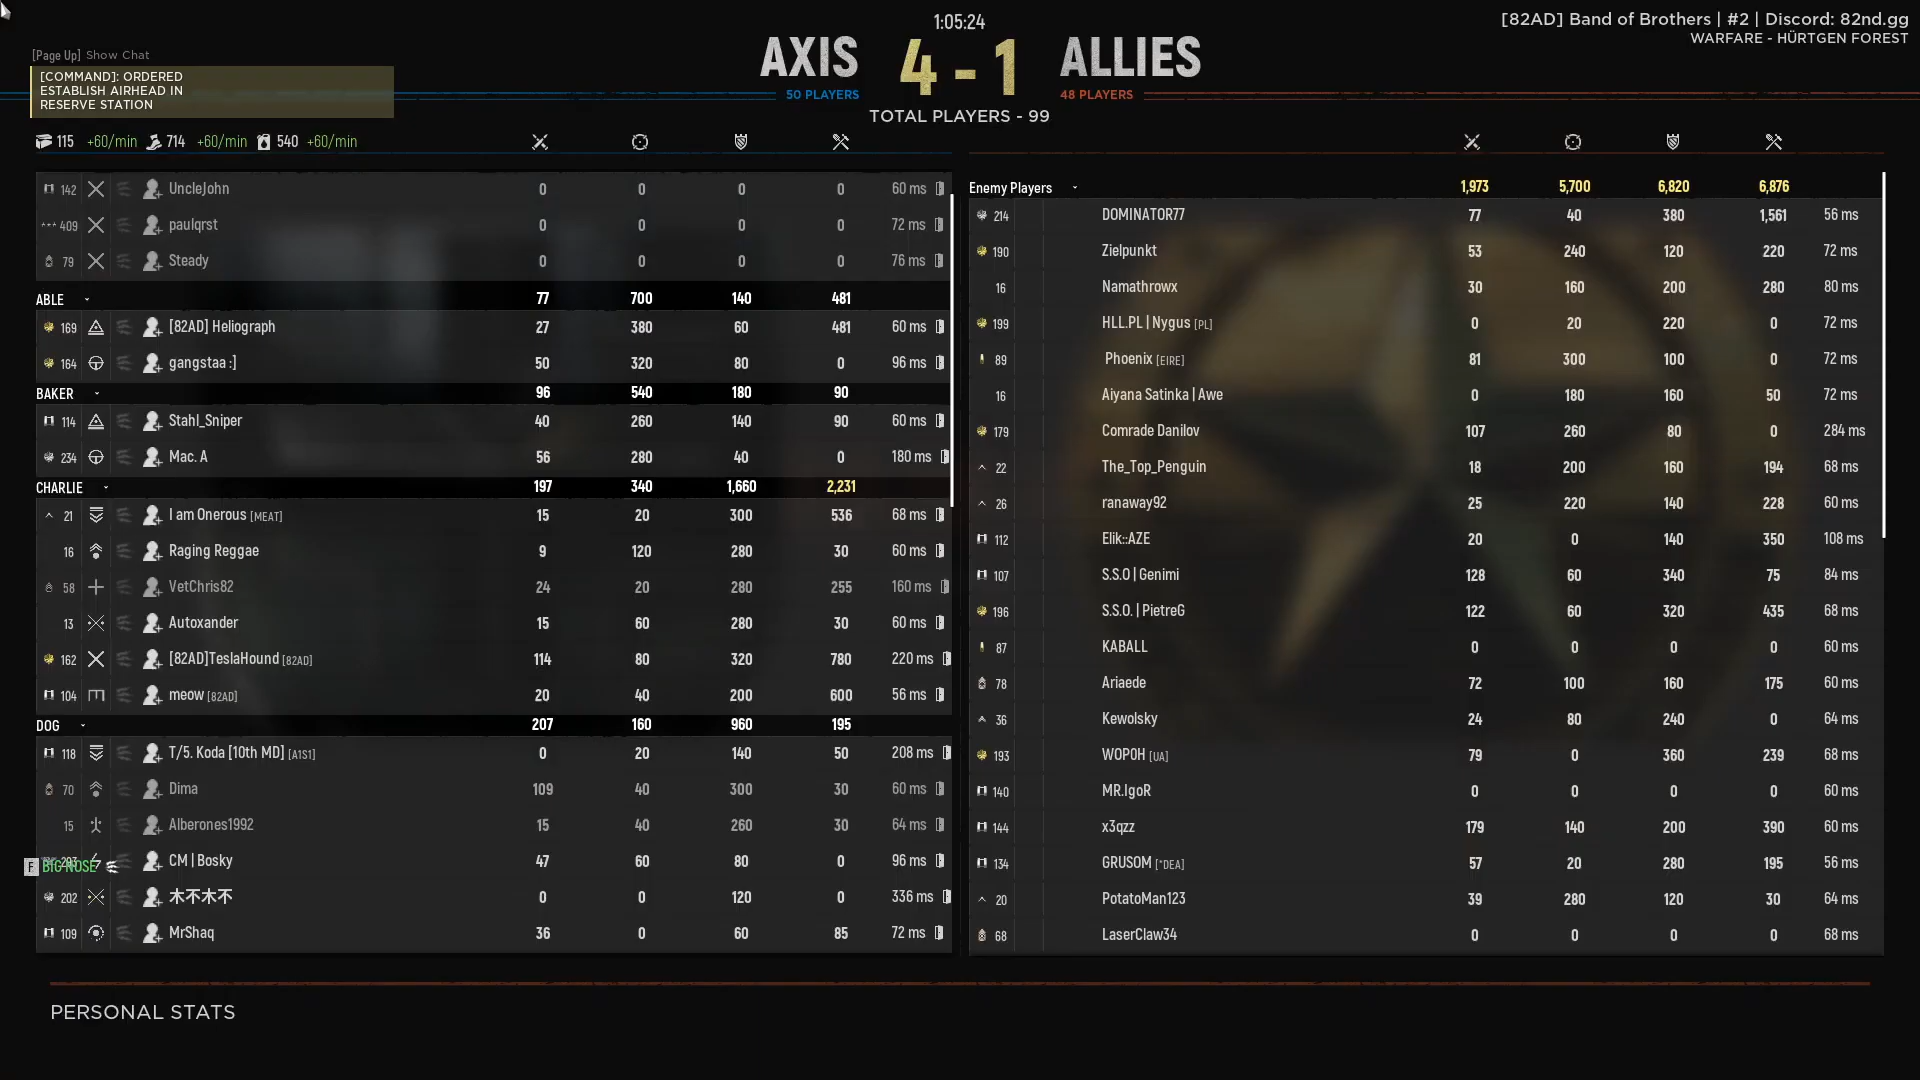 1:05:24
[82AD] Band of Brothers | #2 | Discord: 82nd.gg
WARFARE - HÜRTGEN FOREST
AXIS 4 - 1 ALLIES
50 PLAYERS 48 PLAYERS
TOTAL PLAYERS - 99
[Page Up] Show Chat
[COMMAND]: ORDERED
ESTABLISH AIRHEAD IN
RESERVE STATION
115 +60/min 714 +60/min 540 +60/min
142 UncleJohn 0 0 0 0 60 ms
409 paulqrst 0 0 0 0 72 ms
79 Steady 0 0 0 0 76 ms
ABLE 77 700 140 481
169 [82AD] Heliograph 27 380 60 481 60 ms
164 gangstaa :] 50 320 80 0 96 ms
BAKER 96 540 180 90
114 Stahl_Sniper 40 260 140 90 60 ms
234 Mac. A 56 280 40 0 180 ms
CHARLIE 197 340 1,660 2,231
21 I am Onerous [MEAT] 15 20 300 536 68 ms
16 Raging Reggae 9 120 280 30 60 ms
58 VetChris82 24 20 280 255 160 ms
13 Autoxander 15 60 280 30 60 ms
162 [82AD]TeslaHound [82AD] 114 80 320 780 220 ms
104 meow [82AD] 20 40 200 600 56 ms
DOG 207 160 960 195
118 T/5. Koda [10th MD] [A1S1] 0 20 140 50 208 ms
70 Dima 109 40 300 30 60 ms
15 Alberones1992 15 40 260 30 64 ms
CM | Bosky 47 60 80 0 96 ms
F BIG NOSE
202 木不木不 0 0 120 0 336 ms
109 MrShaq 36 0 60 85 72 ms
Enemy Players 1,973 5,700 6,820 6,876
214 DOMINATOR77 77 40 380 1,561 56 ms
190 Zielpunkt 53 240 120 220 72 ms
16 Namathrowx 30 160 200 280 80 ms
199 HLL.PL | Nygus [PL] 0 20 220 0 72 ms
89 Phoenix [EIRE] 81 300 100 0 72 ms
16 Aiyana Satinka | Awe 0 180 160 50 72 ms
179 Comrade Danilov 107 260 80 0 284 ms
22 The_Top_Penguin 18 200 160 194 68 ms
26 ranaway92 25 220 140 228 60 ms
112 Elik::AZE 20 0 140 350 108 ms
107 S.S.O | Genimi 128 60 340 75 84 ms
196 S.S.O. | PietreG 122 60 320 435 68 ms
87 KABALL 0 0 0 0 60 ms
78 Ariaede 72 100 160 175 60 ms
36 Kewolsky 24 80 240 0 64 ms
193 WOPOH [UA] 79 0 360 239 68 ms
140 MR.IgoR 0 0 0 0 60 ms
144 x3qzz 179 140 200 390 60 ms
134 GRUSOM [*DEA] 57 20 280 195 56 ms
20 PotatoMan123 39 280 120 30 64 ms
68 LaserClaw34 0 0 0 0 68 ms
PERSONAL STATS